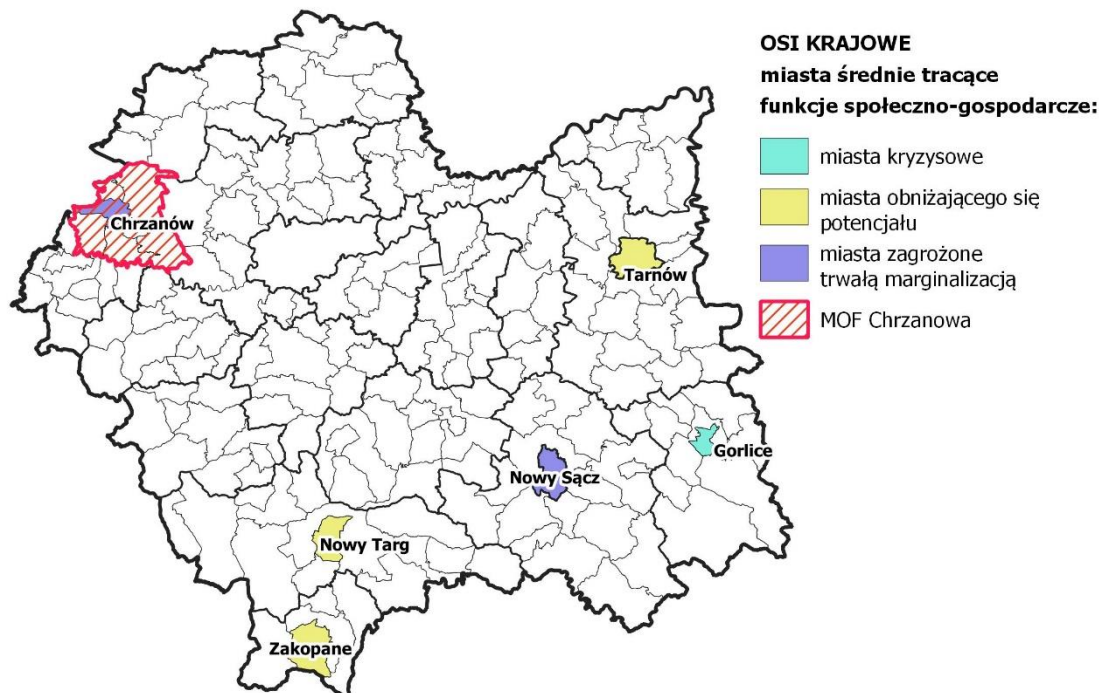 OSI KRAJOWE
miasta średnie tracące
funkcje społeczno-gospodarcze:
miasta kryzysowe
miasta obniżającego się
potencjału
miasta zagrożone
trwałą marginalizacją
MOF Chrzanowa
Chrzanów
Tarnów
Gorlice
Nowy Sącz
Nowy Targ
Zakopane